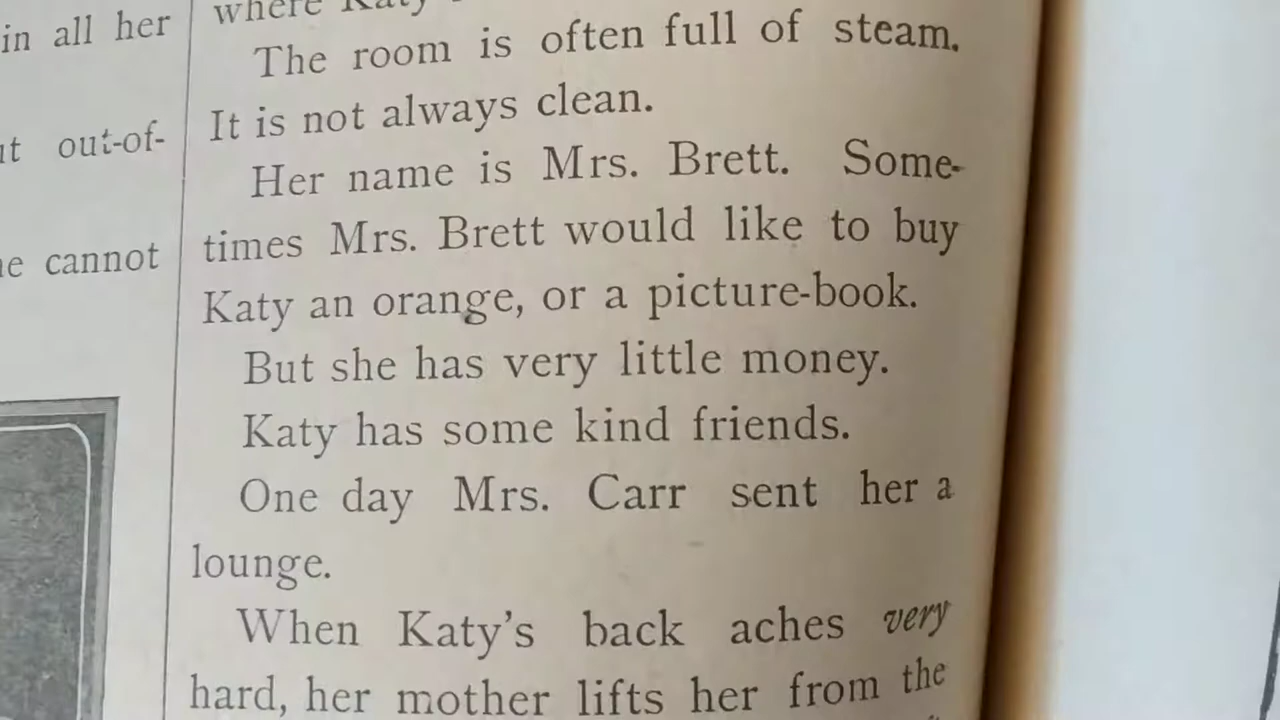 in all her
out-of-
cannot
where Katy
The room is often full of steam.
It is not always clean.
Her name is Mrs. Brett. Some-
times Mrs. Brett would like to buy
Katy an orange, or a picture-book.
But she has very little money.
Katy has some kind friends.
One day Mrs. Carr sent her a
lounge.
When Katy's back aches very
hard, her mother lifts her from the